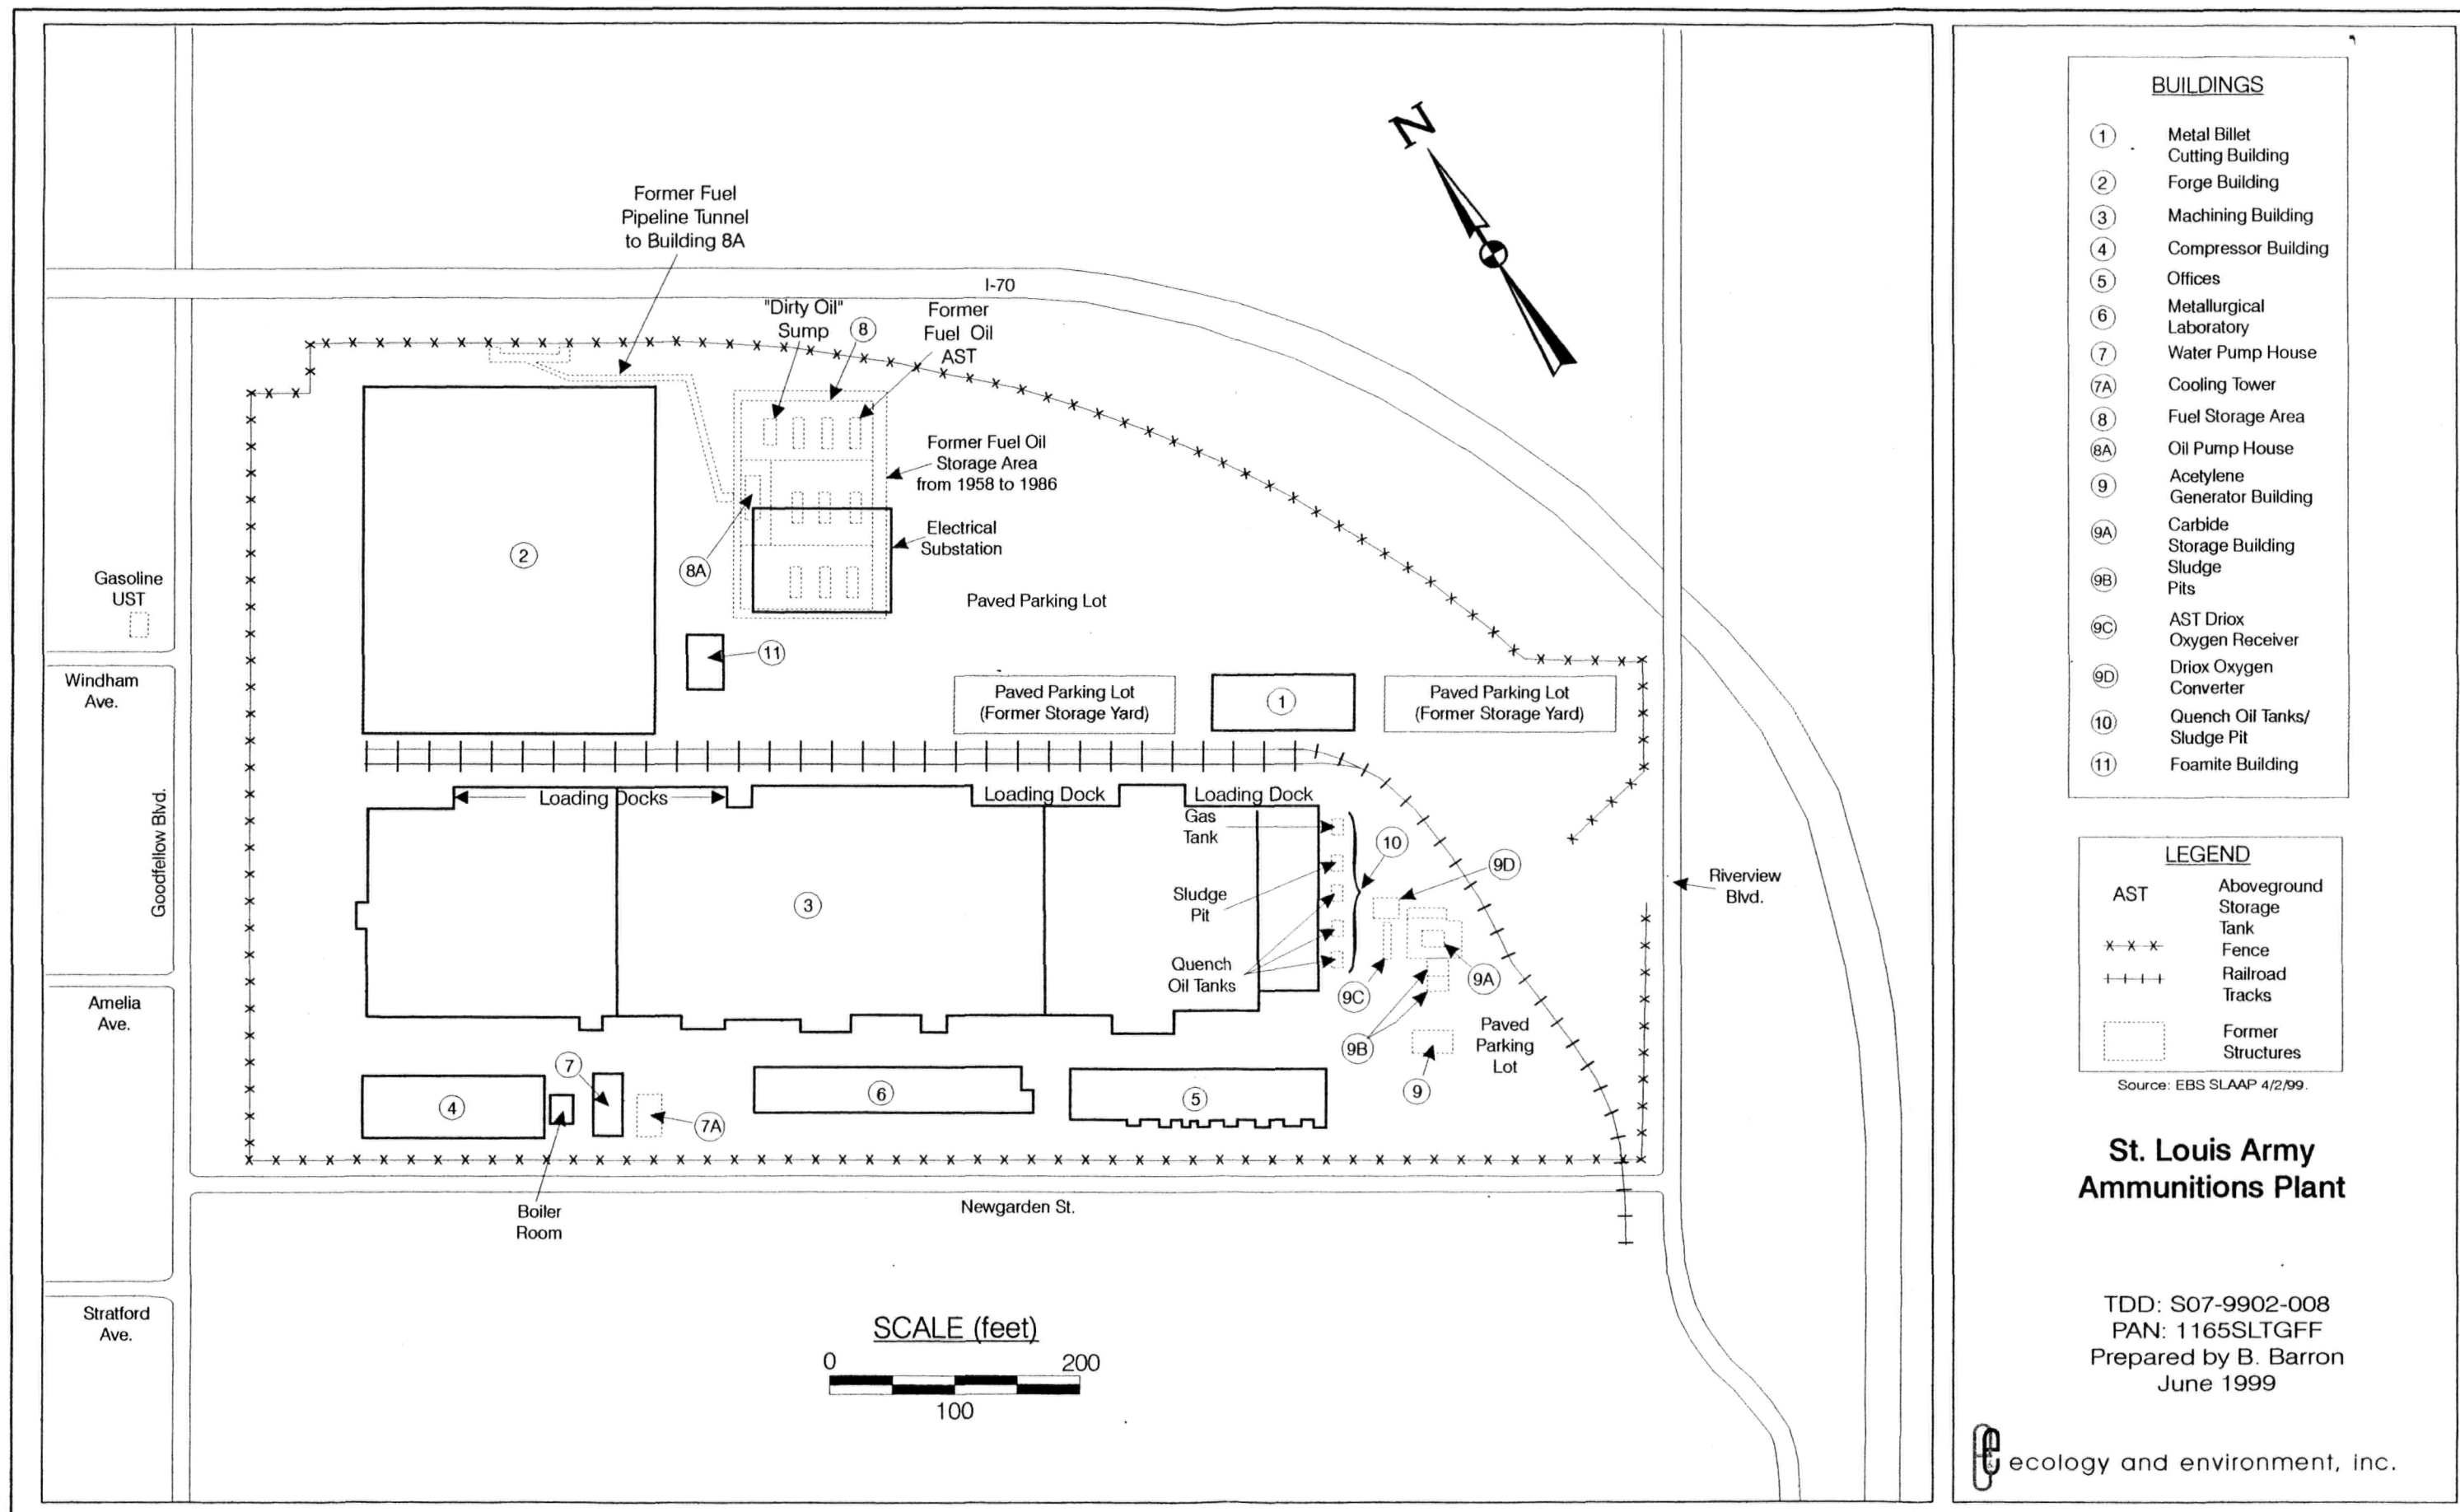 N
Former Fuel
Pipeline Tunnel
to Building 8A
I-70
"Dirty Oil"
Sump
8
Former
Fuel Oil
AST
Former Fuel Oil
Storage Area
from 1958 to 1986
Electrical
Substation
2
8A
Gasoline
UST
Paved Parking Lot
11
Windham
Ave.
Paved Parking Lot
(Former Storage Yard)
1
Paved Parking Lot
(Former Storage Yard)
Goodfellow Blvd.
Loading Docks
Loading Dock
Loading Dock
Gas
Tank
10
9D
Riverview
Blvd.
3
Sludge
Pit
Quench
Oil Tanks
9A
9C
Amelia
Ave.
9B
Paved
Parking
Lot
7
4
6
5
9
7A
Boiler
Room
Newgarden St.
Stratford
Ave.
SCALE (feet)
0 200
100
BUILDINGS
1 Metal Billet
Cutting Building
2 Forge Building
3 Machining Building
4 Compressor Building
5 Offices
6 Metallurgical
Laboratory
7 Water Pump House
7A Cooling Tower
8 Fuel Storage Area
8A Oil Pump House
9 Acetylene
Generator Building
9A Carbide
Storage Building
9B Sludge
Pits
9C AST Driox
Oxygen Receiver
9D Driox Oxygen
Converter
10 Quench Oil Tanks/
Sludge Pit
11 Foamite Building
LEGEND
AST Aboveground
Storage
Tank
x-x-x- Fence
Railroad
Tracks
Former
Structures
Source: EBS SLAAP 4/2/99.
St. Louis Army
Ammunitions Plant
TDD: S07-9902-008
PAN: 1165SLTGFF
Prepared by B. Barron
June 1999
ecology and environment, inc.